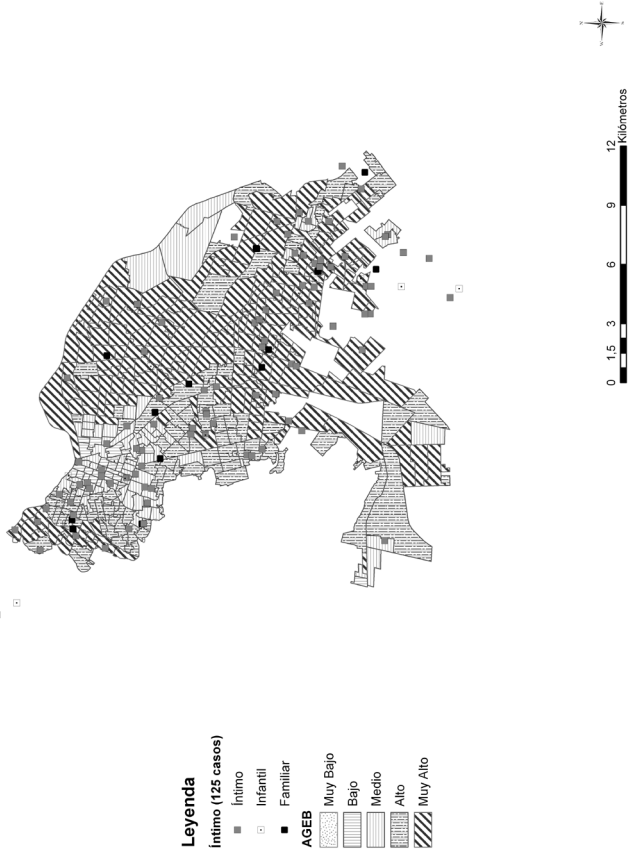 Leyenda
Íntimo (125 casos)
Íntimo
Infantil
Familiar
AGEB
Muy Bajo
Bajo
Medio
Alto
Muy Alto
0 1,5 3 6 9 12
Kilómetros